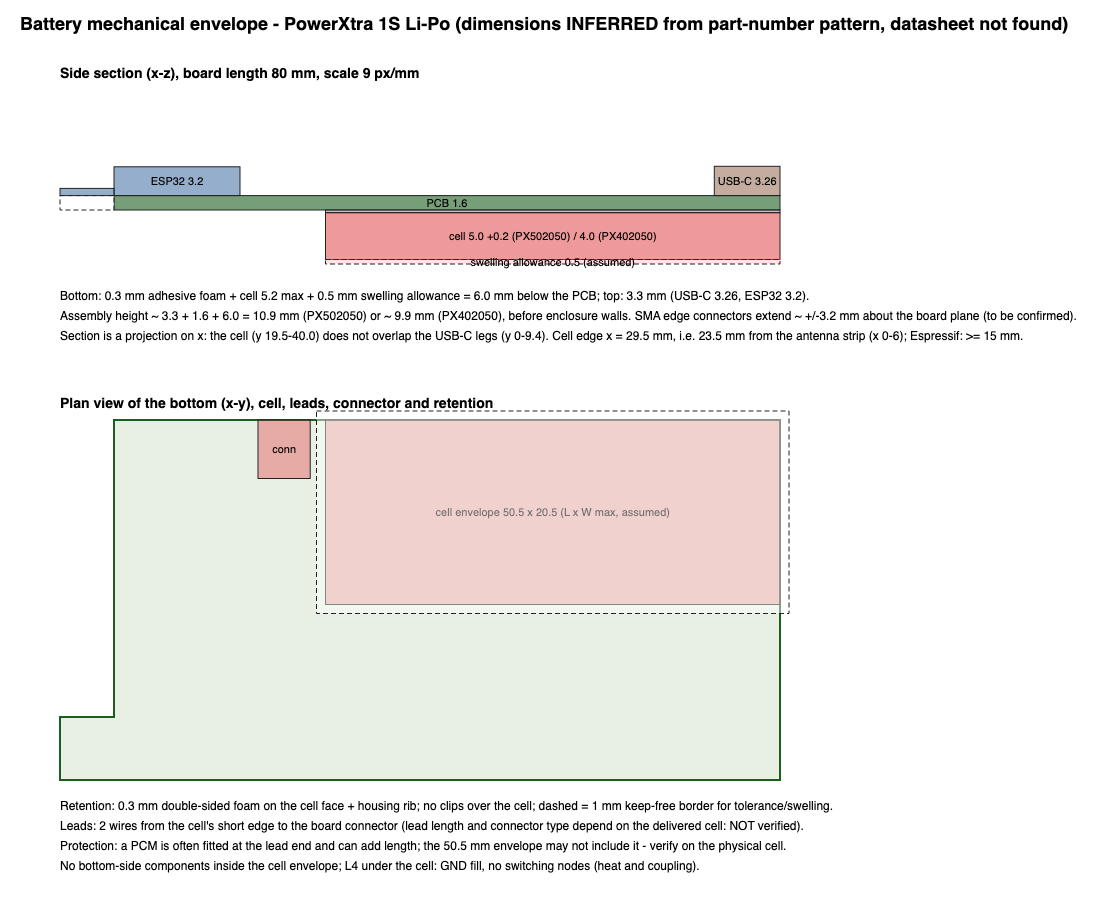 Battery mechanical envelope - PowerXtra 1S Li-Po (dimensions INFERRED from part-number pattern, datasheet not found)
Side section (x-z), board length 80 mm, scale 9 px/mm
ESP32 3.2
USB-C 3.26
PCB 1.6
cell 5.0 +0.2 (PX502050) / 4.0 (PX402050)
swelling allowance 0.5 (assumed)
Bottom: 0.3 mm adhesive foam + cell 5.2 max + 0.5 mm swelling allowance = 6.0 mm below the PCB; top: 3.3 mm (USB-C 3.26, ESP32 3.2).
Assembly height ~ 3.3 + 1.6 + 6.0 = 10.9 mm (PX502050) or ~ 9.9 mm (PX402050), before enclosure walls. SMA edge connectors extend ~ +/-3.2 mm about the board plane (to be confirmed).
Section is a projection on x: the cell (y 19.5-40.0) does not overlap the USB-C legs (y 0-9.4). Cell edge x = 29.5 mm, i.e. 23.5 mm from the antenna strip (x 0-6); Espressif: >= 15 mm.
Plan view of the bottom (x-y), cell, leads, connector and retention
conn
cell envelope 50.5 x 20.5 (L x W max, assumed)
Retention: 0.3 mm double-sided foam on the cell face + housing rib; no clips over the cell; dashed = 1 mm keep-free border for tolerance/swelling.
Leads: 2 wires from the cell's short edge to the board connector (lead length and connector type depend on the delivered cell: NOT verified).
Protection: a PCM is often fitted at the lead end and can add length; the 50.5 mm envelope may not include it - verify on the physical cell.
No bottom-side components inside the cell envelope; L4 under the cell: GND fill, no switching nodes (heat and coupling).